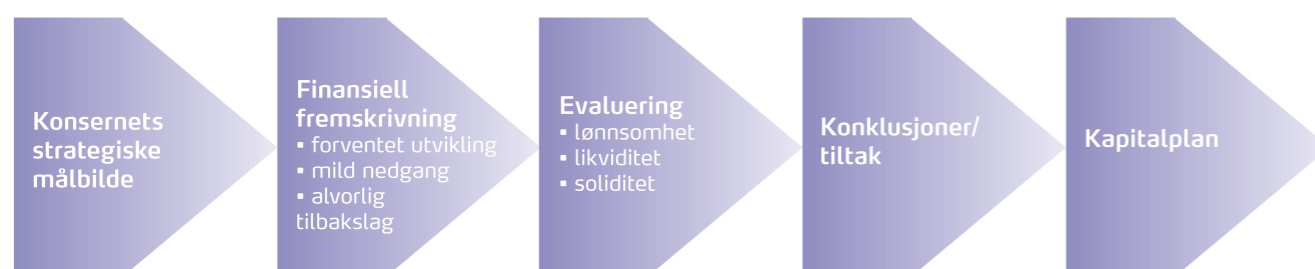 Konsernets
strategiske
målbilde
Finansiell
fremskrivning
▪ forventet utvikling
▪ mild nedgang
▪ alvorlig
tilbakslag
Evaluering
▪ lønnsomhet
▪ likviditet
▪ soliditet
Konklusjoner/
tiltak
Kapitalplan